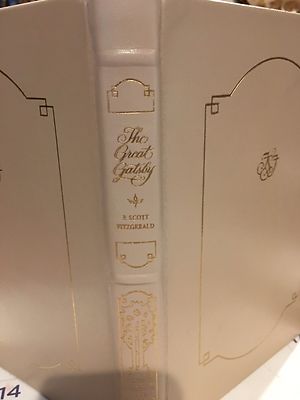 The
Great
Gatsby
F. SCOTT
FITZGERALD
14